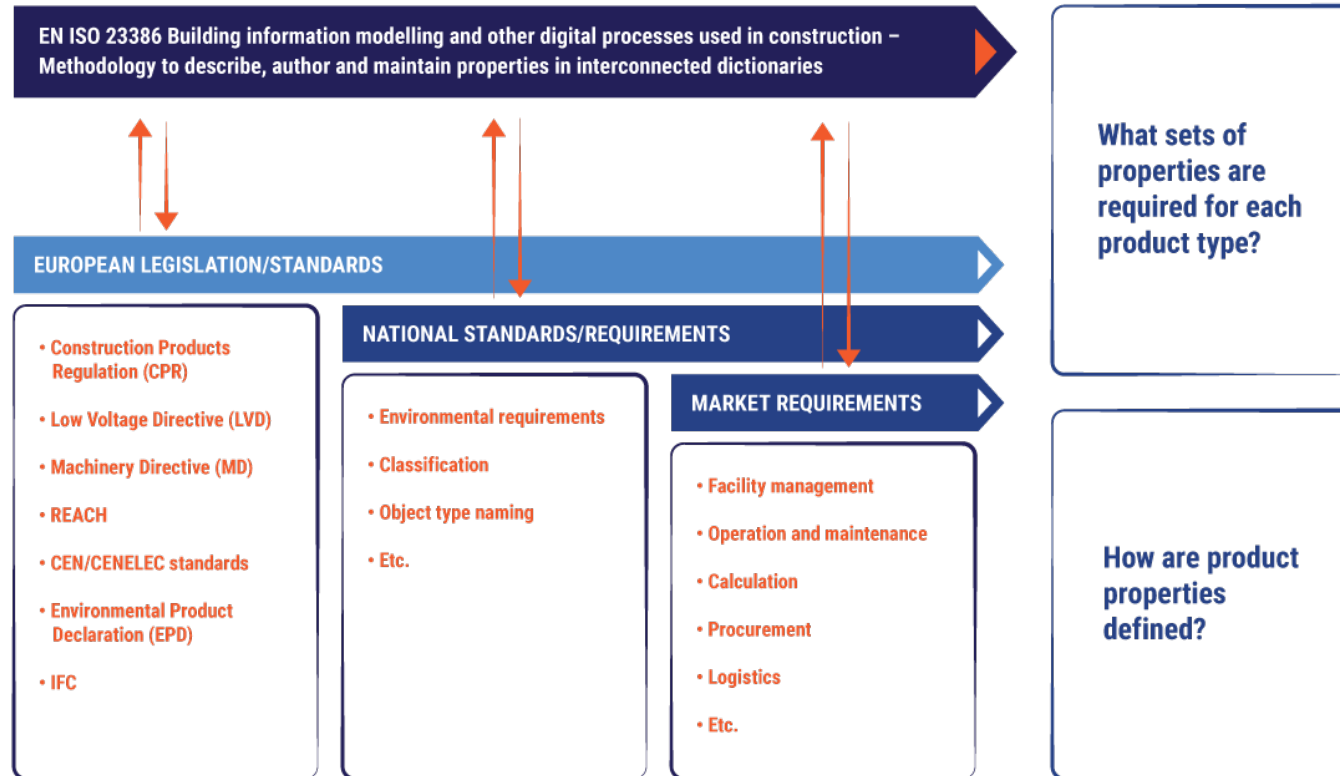 EN ISO 23386 Building information modelling and other digital processes used in construction –
Methodology to describe, author and maintain properties in interconnected dictionaries
EUROPEAN LEGISLATION/STANDARDS
• Construction Products
Regulation (CPR)
• Low Voltage Directive (LVD)
• Machinery Directive (MD)
• REACH
• CEN/CENELEC standards
• Environmental Product
Declaration (EPD)
• IFC
NATIONAL STANDARDS/REQUIREMENTS
• Environmental requirements
• Classification
• Object type naming
• Etc.
MARKET REQUIREMENTS
• Facility management
• Operation and maintenance
• Calculation
• Procurement
• Logistics
• Etc.
What sets of
properties are
required for each
product type?
How are product
properties
defined?